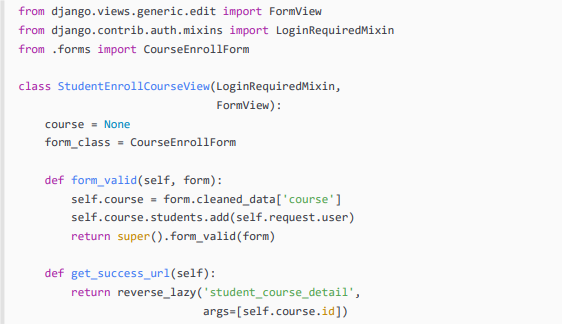 from django.views.generic.edit import FormView
from django.contrib.auth.mixins import LoginRequiredMixin
from .forms import CourseEnrollForm

class StudentEnrollCourseView(LoginRequiredMixin,
                              FormView):
    course = None
    form_class = CourseEnrollForm

    def form_valid(self, form):
        self.course = form.cleaned_data['course']
        self.course.students.add(self.request.user)
        return super().form_valid(form)

    def get_success_url(self):
        return reverse_lazy('student_course_detail',
                            args=[self.course.id])